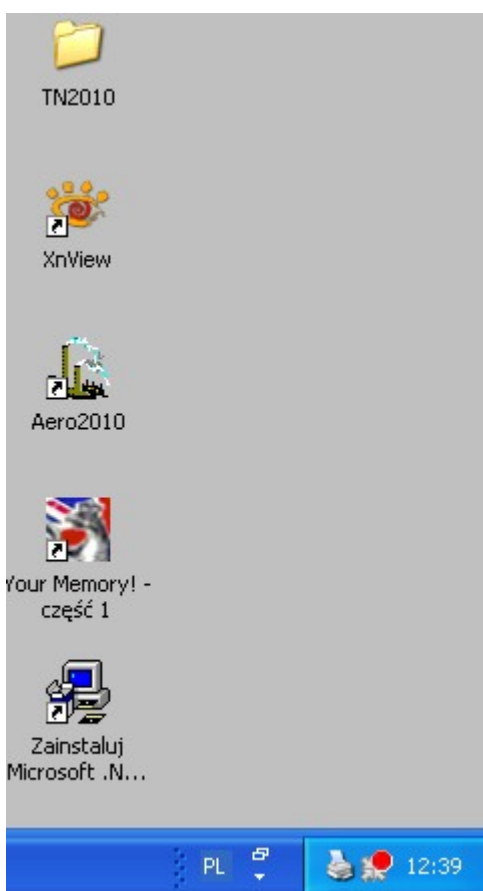 TN2010
XnView
Aero2010
Your Memory! -
część 1
Zainstaluj
Microsoft .N...
PL
12:39